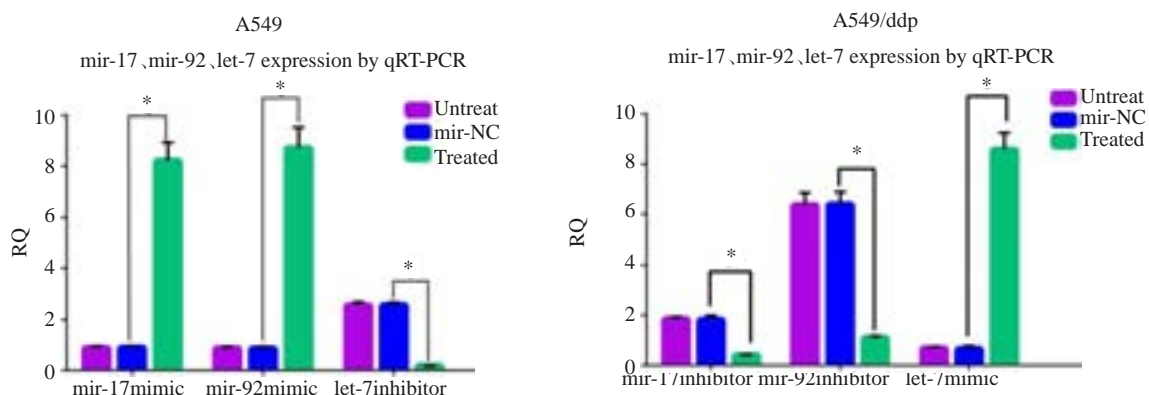 A549
mir-17、mir-92、let-7 expression by qRT-PCR
*
*
*
Untreat
mir-NC
Treated
10
8
6
4
2
0
RQ
mir-17mimic mir-92mimic let-7inhibitor
A549/ddp
mir-17、mir-92、let-7 expression by qRT-PCR
*
*
*
Untreat
mir-NC
Treated
10
8
6
4
2
0
RQ
mir-17inhibitor mir-92inhibitor let-7mimic